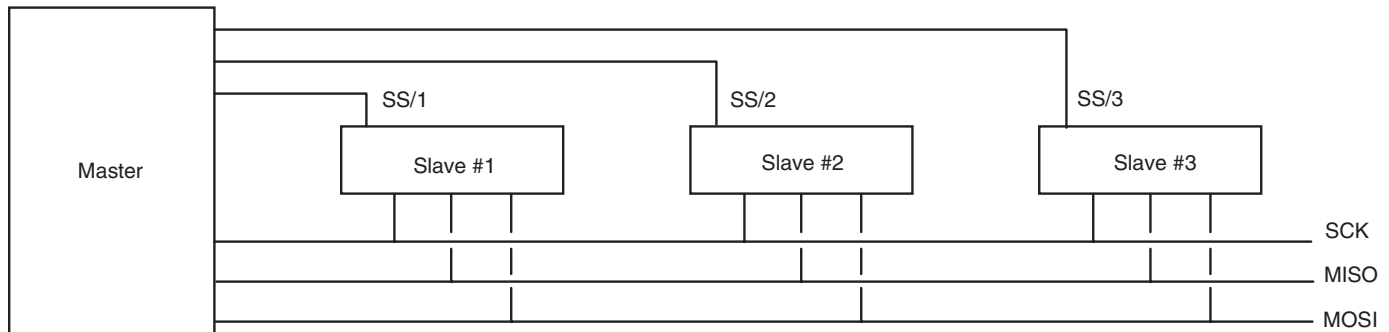 SS/1
SS/2
SS/3
Master
Slave #1
Slave #2
Slave #3
SCK
MISO
MOSI